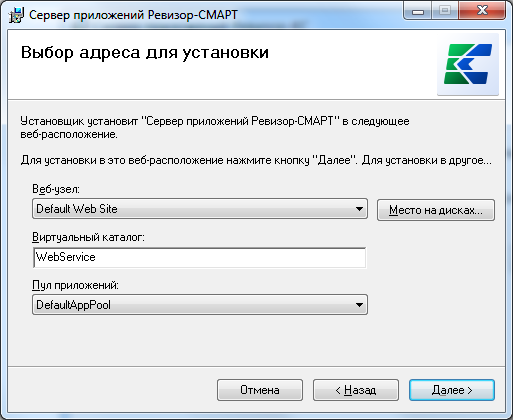 Сервер приложений Ревизор-СМАРТ
Выбор адреса для установки
Установщик установит "Сервер приложений Ревизор-СМАРТ" в следующее
веб-расположение.
Для установки в это веб-расположение нажмите кнопку "Далее". Для установки в другое...
Веб-узел:
Default Web Site
Место на дисках...
Виртуальный каталог:
WebService
Пул приложений:
DefaultAppPool
Отмена
< Назад
Далее >